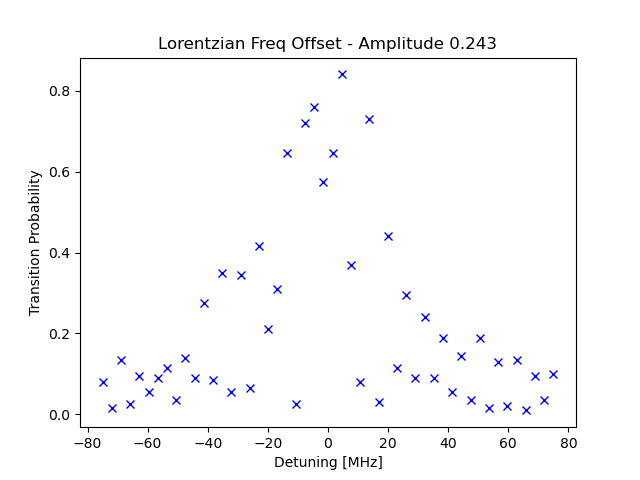 Lorentzian Freq Offset - Amplitude 0.243
Transition Probability
0.8
0.6
0.4
0.2
0.0
−80 −60 −40 −20 0 20 40 60 80
Detuning [MHz]